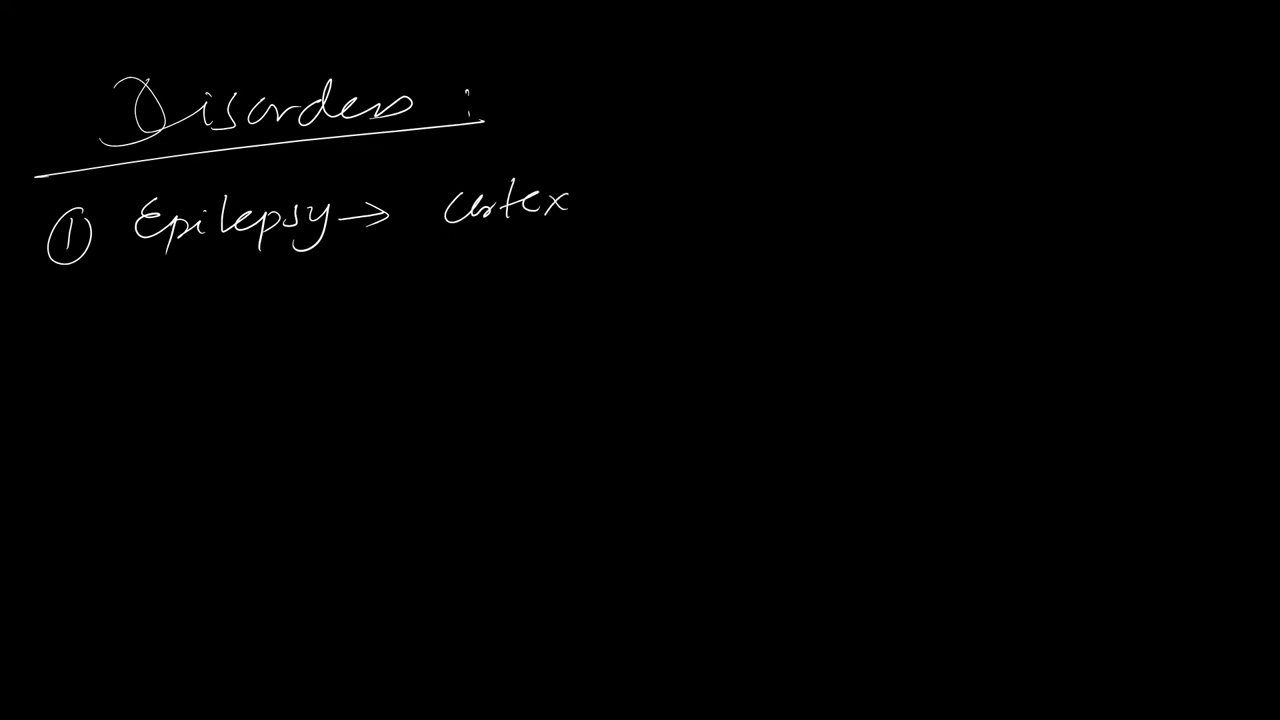 Disorders :
① Epilepsy → cortex